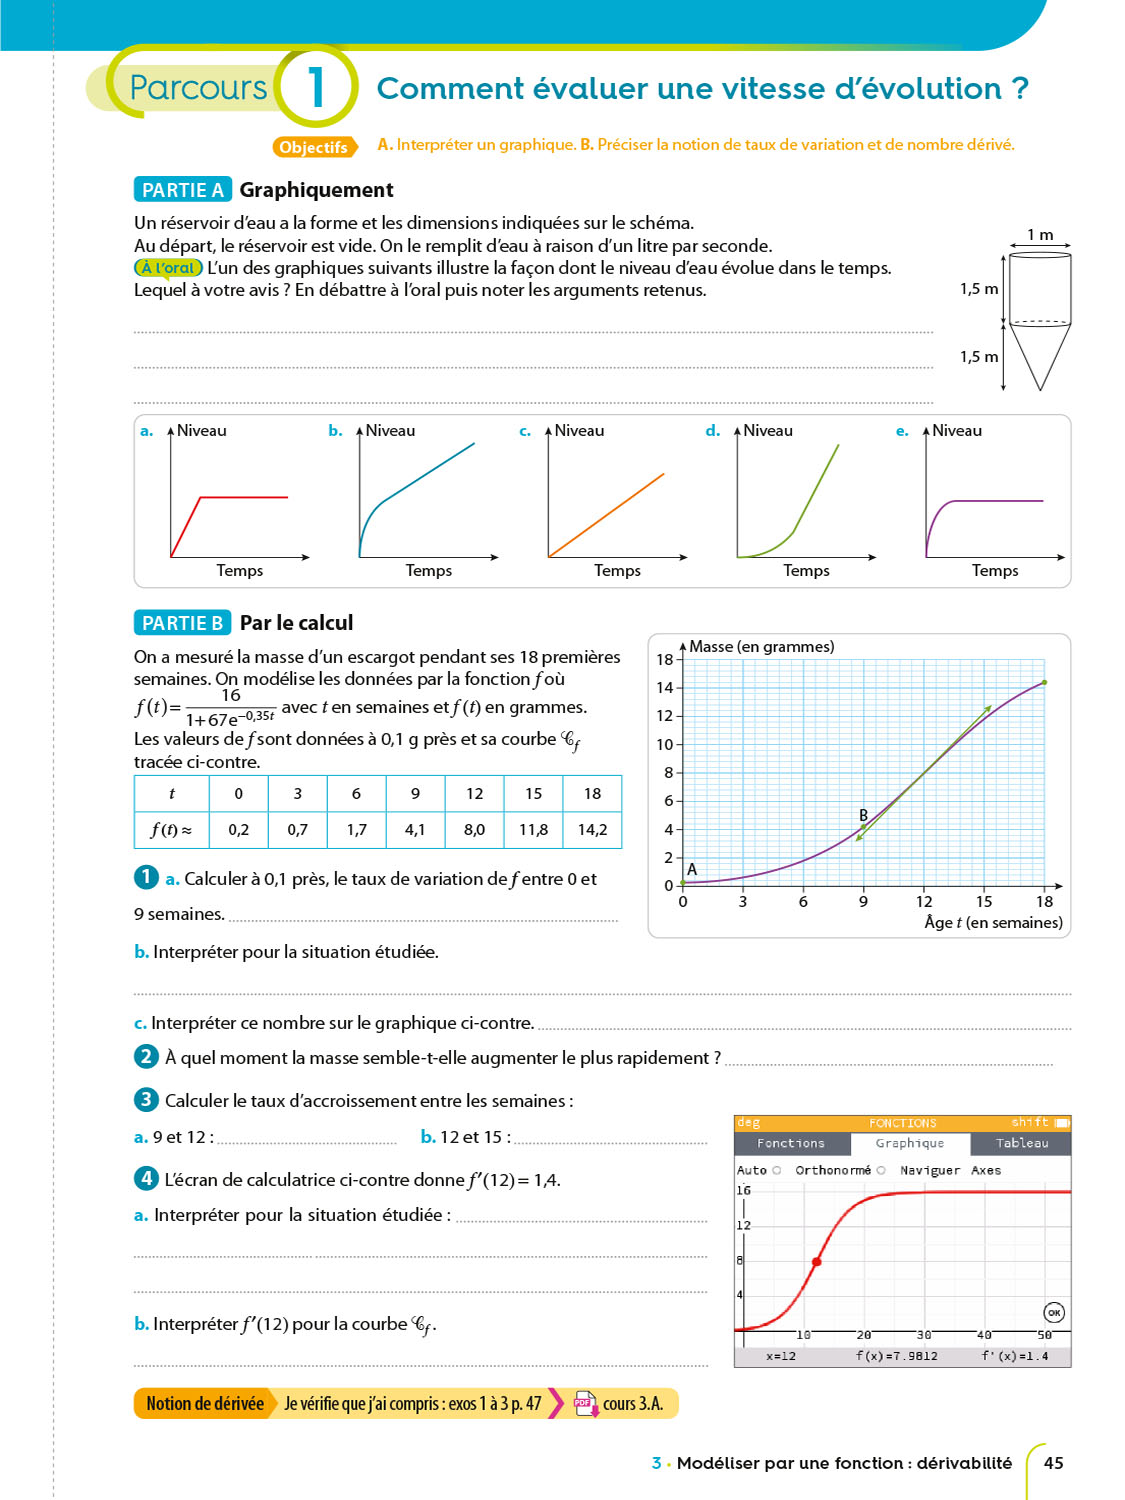 Parcours 1 Comment évaluer une vitesse d'évolution ?
Objectifs A. Interpréter un graphique. B. Préciser la notion de taux de variation et de nombre dérivé.
PARTIE A Graphiquement
Un réservoir d'eau a la forme et les dimensions indiquées sur le schéma.
Au départ, le réservoir est vide. On le remplit d'eau à raison d'un litre par seconde.
À l'oral L'un des graphiques suivants illustre la façon dont le niveau d'eau évolue dans le temps.
Lequel à votre avis ? En débattre à l'oral puis noter les arguments retenus.
1 m
1,5 m
1,5 m
a. Niveau
Temps
b. Niveau
Temps
c. Niveau
Temps
d. Niveau
Temps
e. Niveau
Temps
PARTIE B Par le calcul
On a mesuré la masse d'un escargot pendant ses 18 premières
semaines. On modélise les données par la fonction f où
f(t) = 16 / (1+67e^−0,35t) avec t en semaines et f(t) en grammes.
Les valeurs de f sont données à 0,1 g près et sa courbe 𝒞f
tracée ci-contre.
t 0 3 6 9 12 15 18
f(t) ≈ 0,2 0,7 1,7 4,1 8,0 11,8 14,2
Masse (en grammes)
18
14
12
10
8
6
4
2
0
A
B
0 3 6 9 12 15 18
Âge t (en semaines)
1 a. Calculer à 0,1 près, le taux de variation de f entre 0 et
9 semaines.
b. Interpréter pour la situation étudiée.
c. Interpréter ce nombre sur le graphique ci-contre.
2 À quel moment la masse semble-t-elle augmenter le plus rapidement ?
3 Calculer le taux d'accroissement entre les semaines :
a. 9 et 12 : b. 12 et 15 :
4 L'écran de calculatrice ci-contre donne f′(12) = 1,4.
a. Interpréter pour la situation étudiée :
b. Interpréter f′(12) pour la courbe 𝒞f.
deg FONCTIONS shift
Fonctions Graphique Tableau
Auto Orthonormé Naviguer Axes
16
12
8
4
10 20 30 40 50
OK
x=12 f(x)=7.9812 f'(x)=1.4
Notion de dérivée Je vérifie que j'ai compris : exos 1 à 3 p. 47 PDF cours 3.A.
3 • Modéliser par une fonction : dérivabilité 45